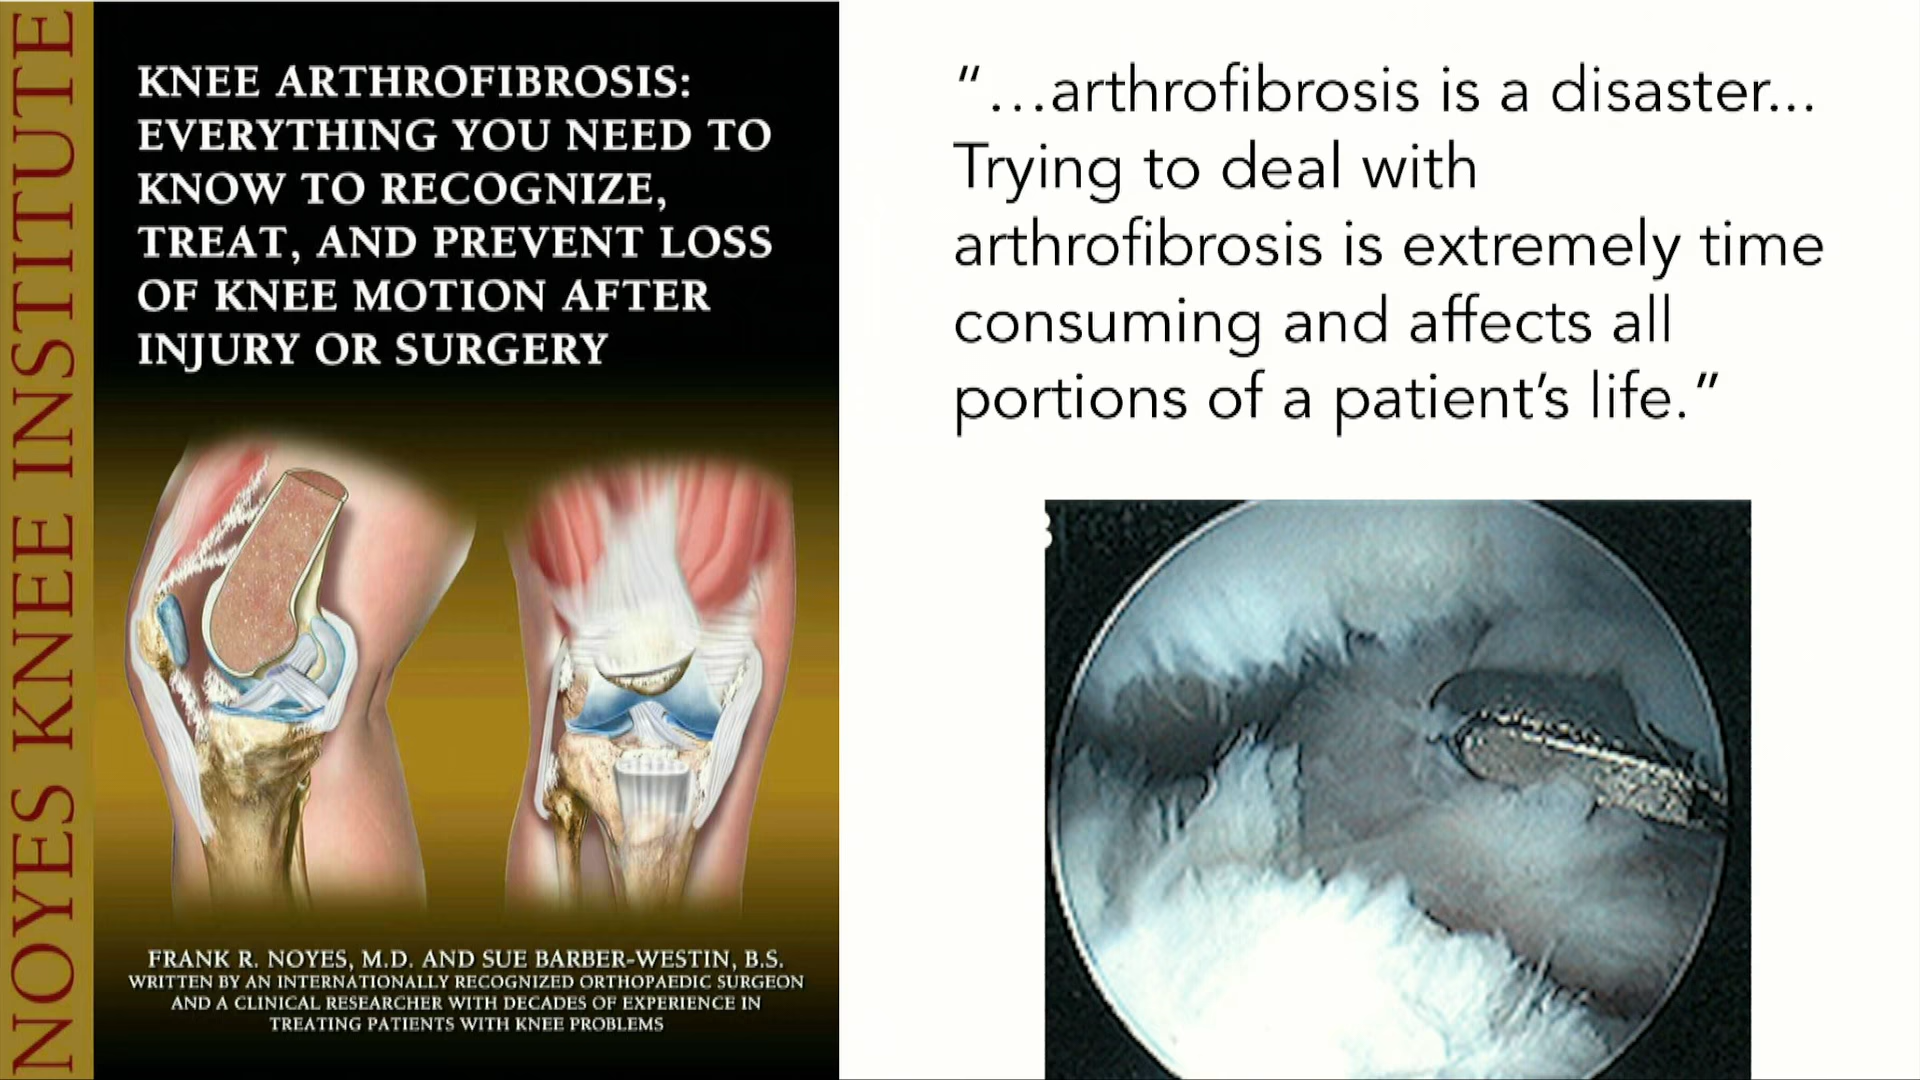 NOYES KNEE INSTITUTE
KNEE ARTHROFIBROSIS:
EVERYTHING YOU NEED TO
KNOW TO RECOGNIZE,
TREAT, AND PREVENT LOSS
OF KNEE MOTION AFTER
INJURY OR SURGERY
FRANK R. NOYES, M.D. AND SUE BARBER-WESTIN, B.S.
WRITTEN BY AN INTERNATIONALLY RECOGNIZED ORTHOPAEDIC SURGEON
AND A CLINICAL RESEARCHER WITH DECADES OF EXPERIENCE IN
TREATING PATIENTS WITH KNEE PROBLEMS
“…arthrofibrosis is a disaster...
Trying to deal with
arthrofibrosis is extremely time
consuming and affects all
portions of a patient’s life.”